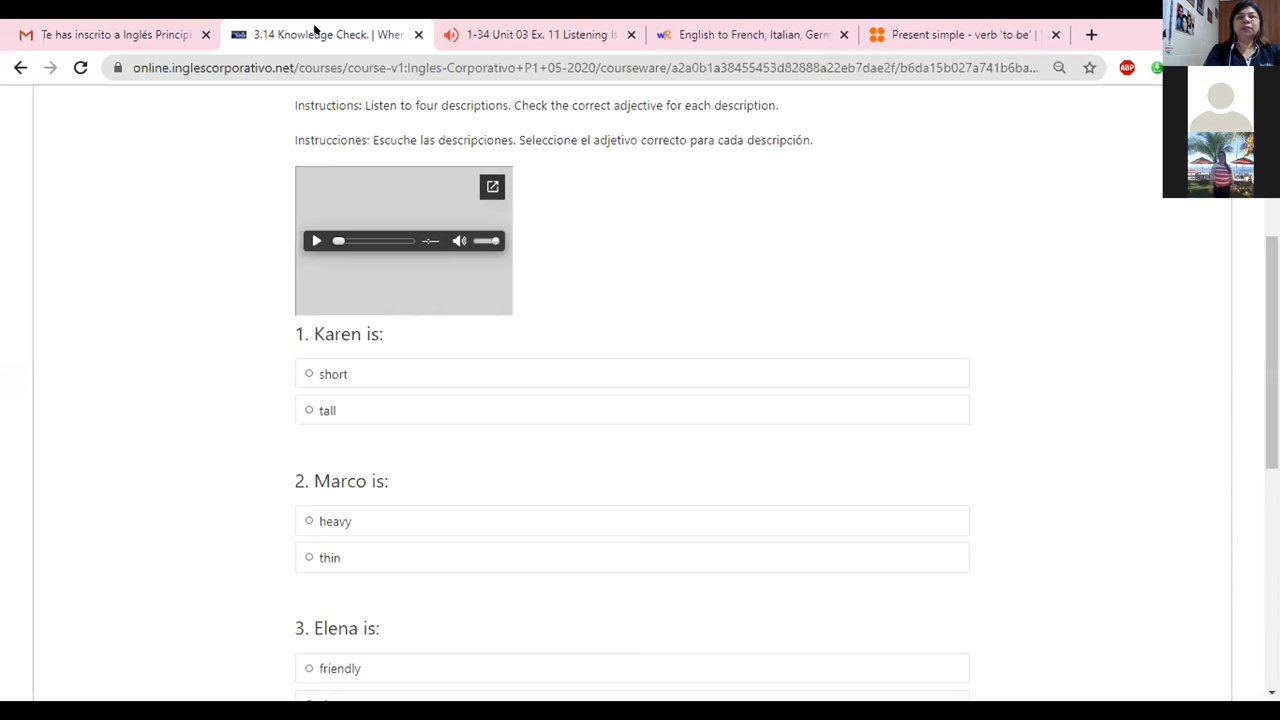 Te has inscrito a Inglés Principi
3.14 Knowledge Check. | Wher
1-34 Unit 03 Ex. 11 Listening
English to French, Italian, Germ
Present simple - verb 'to be' |
online.inglescorporativo.net/courses/course-v1:Ingles-Corporativo+P1+05-2020/courseware/a2a0b1a38455453d82888a22eb7dae2f/b6da15b027a741b6ba...
ABP
Instructions: Listen to four descriptions. Check the correct adjective for each description.
Instrucciones: Escuche las descripciones. Seleccione el adjetivo correcto para cada descripción.
1. Karen is:
short
tall
2. Marco is:
heavy
thin
3. Elena is:
friendly